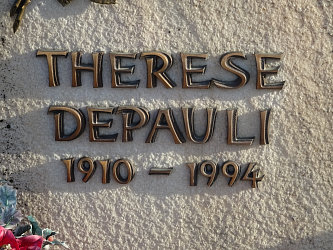 THERESE
DEPAULI
1910 – 1994